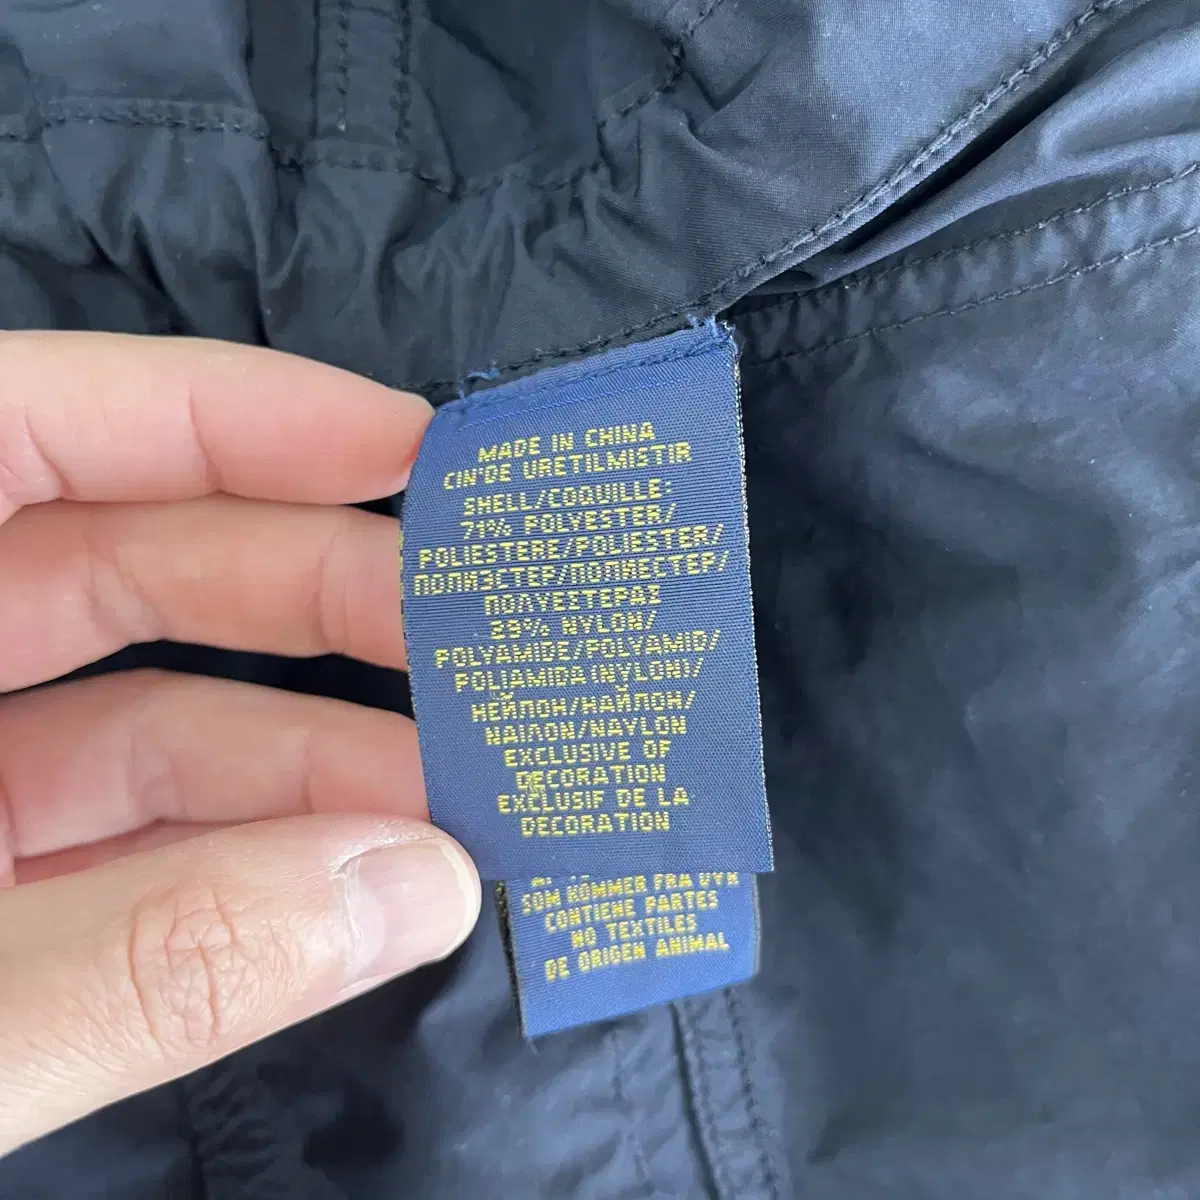 MADE IN CHINA
CIN'DE URETILMISTIR
SHELL/COQUILLE:
71% POLYESTER/
POLIESTERE/POLIESTER/
ПОЛИЭСТЕР/ПОЛИЕСТЕР/
ΠΟΛΥΕΣΤΕΡΑΣ
29% NYLON/
POLYAMIDE/POLYAMID/
POLIAMIDA(NYLON)/
НЕЙЛОН/НАЙЛОН/
ΝΑΙΛΟΝ/NAYLON
EXCLUSIVE OF
DECORATION
EXCLUSIF DE LA
DECORATION
SOM KOMMER FRA DYR
CONTIENE PARTES
NO TEXTILES
DE ORIGEN ANIMAL